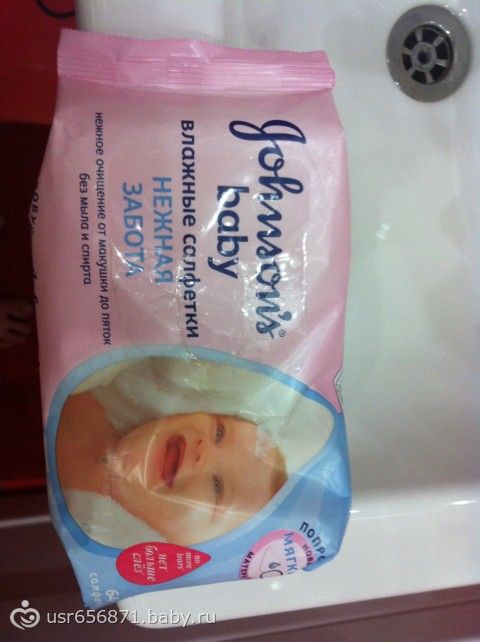 Johnson's®
baby
влажные салфетки
НЕЖНАЯ
ЗАБОТА
нежное очищение от макушки до пяток
без мыла и спирта
no
more
tears
нет
больше
слёз
usr656871.baby.ru